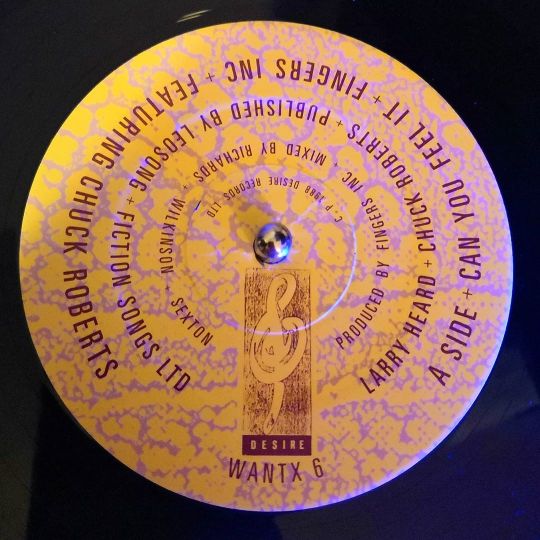 A SIDE + CAN YOU FEEL IT + FINGERS INC + FEATURING CHUCK ROBERTS
LARRY HEARD + CHUCK ROBERTS + PUBLISHED BY LEOSONG + FICTION SONGS LTD
PRODUCED BY FINGERS INC + MIXED BY RICHARDS + WILKINSON + SEXTON
C. P. 1988 DESIRE RECORDS LTD
DESIRE
WANTX 6